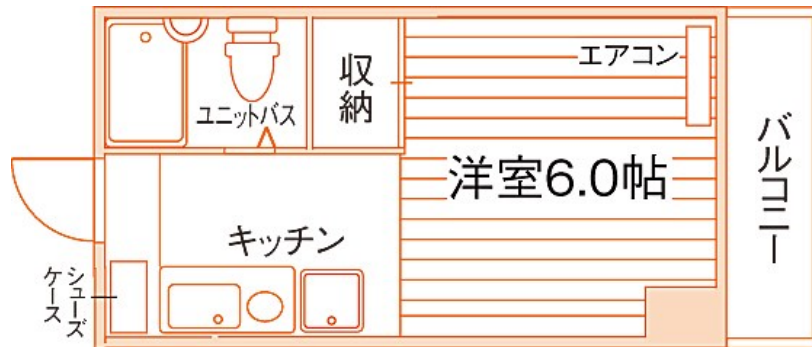 ユニットバス
収納
エアコン
洋室6.0帖
バルコニー
キッチン
シューズ
ケース